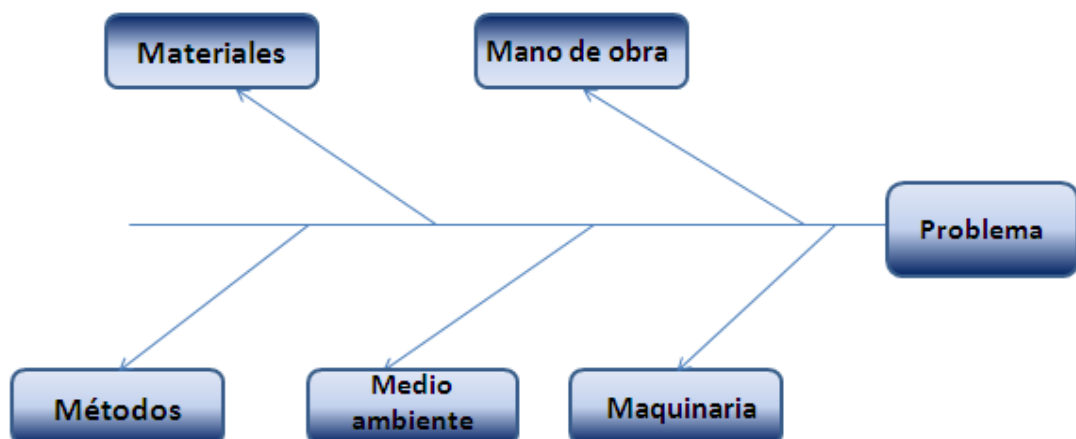 Materiales
Mano de obra
Problema
Métodos
Medio
ambiente
Maquinaria